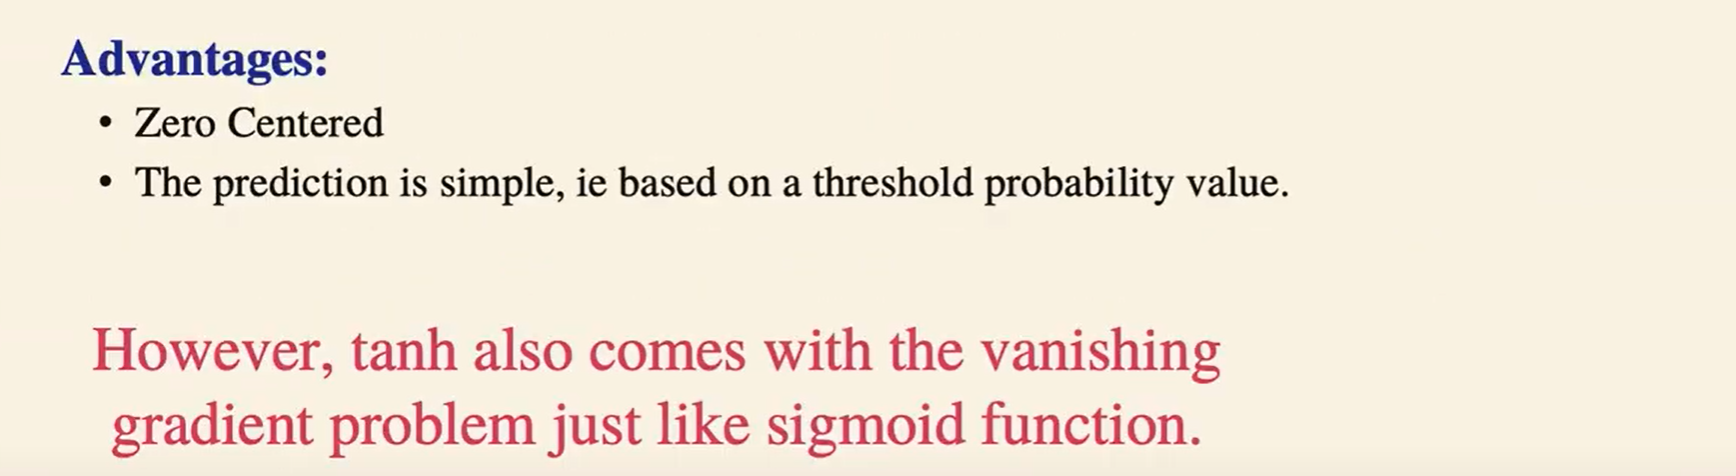 Advantages:
• Zero Centered
• The prediction is simple, ie based on a threshold probability value.
However, tanh also comes with the vanishing
gradient problem just like sigmoid function.